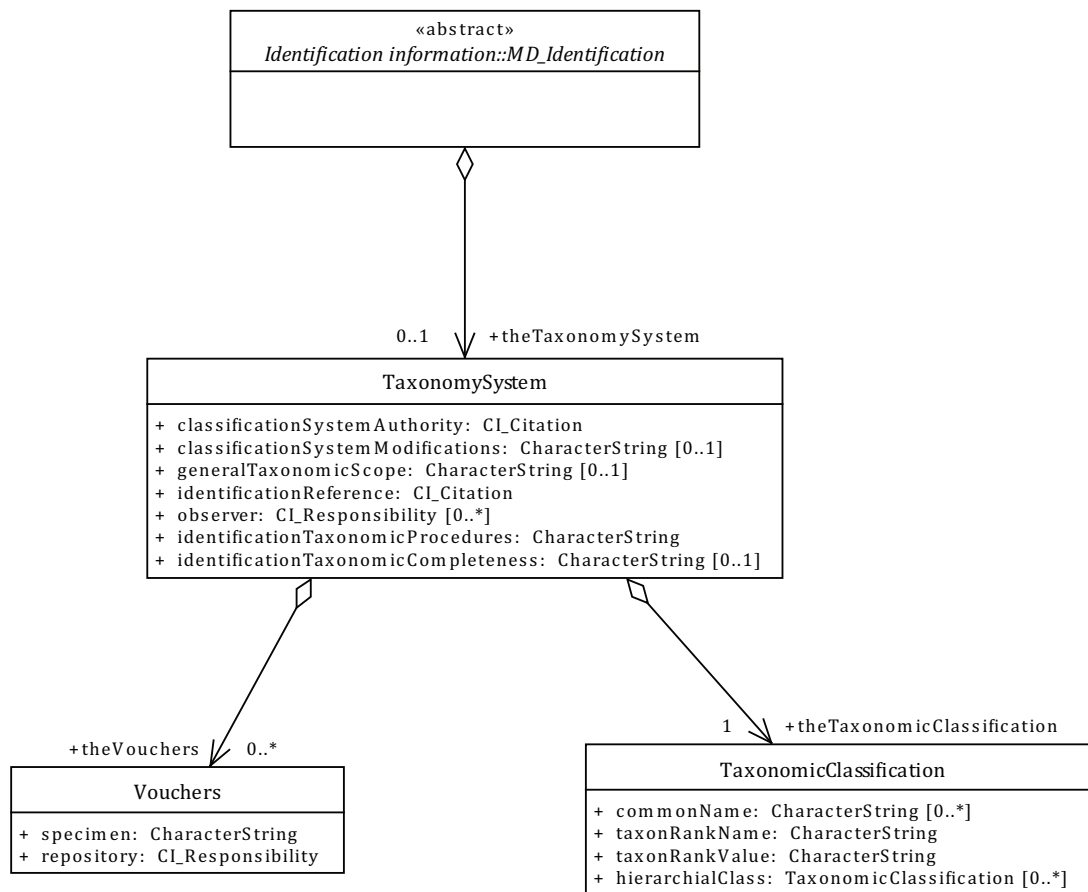 «abstract»
Identification information::MD_Identification
0..1 +theTaxonomySystem
TaxonomySystem
+ classificationSystemAuthority: CI_Citation
+ classificationSystemModifications: CharacterString [0..1]
+ generalTaxonomicScope: CharacterString [0..1]
+ identificationReference: CI_Citation
+ observer: CI_Responsibility [0..*]
+ identificationTaxonomicProcedures: CharacterString
+ identificationTaxonomicCompleteness: CharacterString [0..1]
+theVouchers 0..*
Vouchers
+ specimen: CharacterString
+ repository: CI_Responsibility
1 +theTaxonomicClassification
TaxonomicClassification
+ commonName: CharacterString [0..*]
+ taxonRankName: CharacterString
+ taxonRankValue: CharacterString
+ hierarchialClass: TaxonomicClassification [0..*]